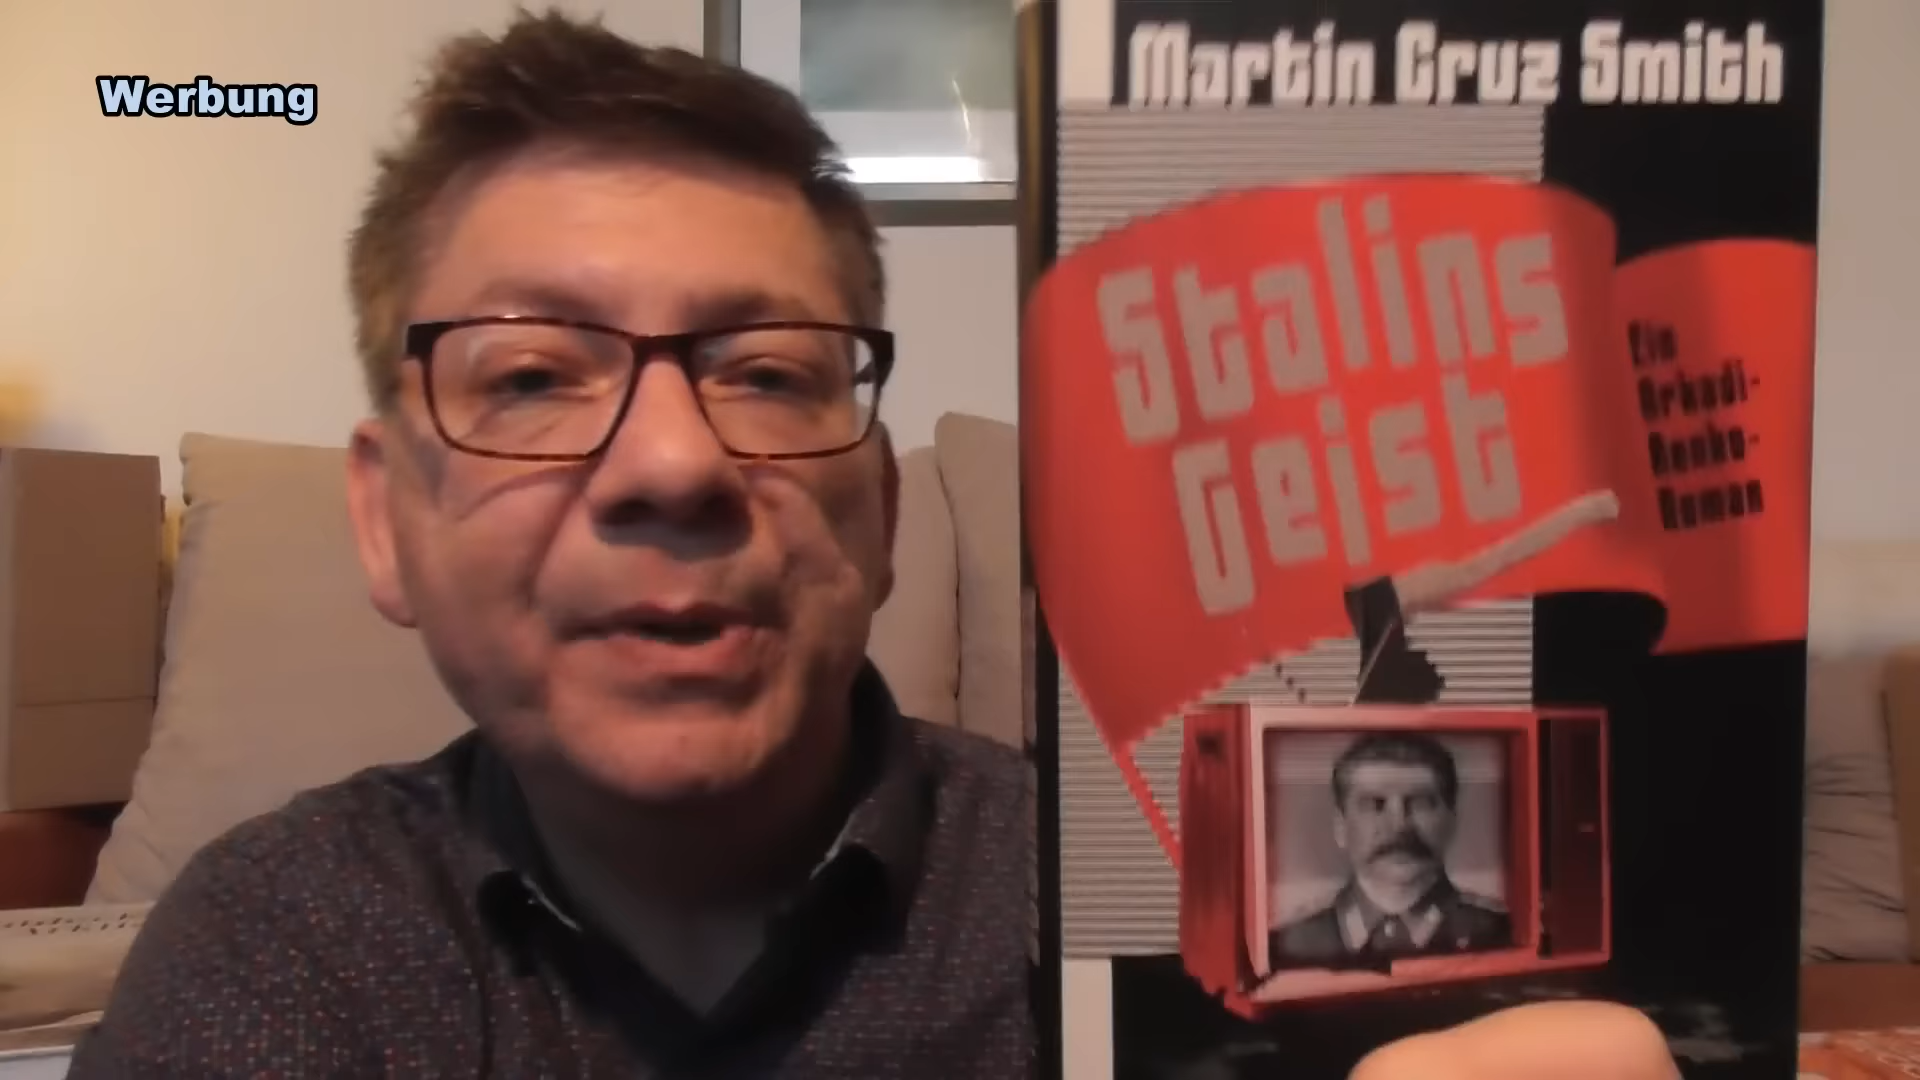 Werbung
Martin Cruz Smith
Stalins
Geist
Ein
Arkadi-
Renko-
Roman